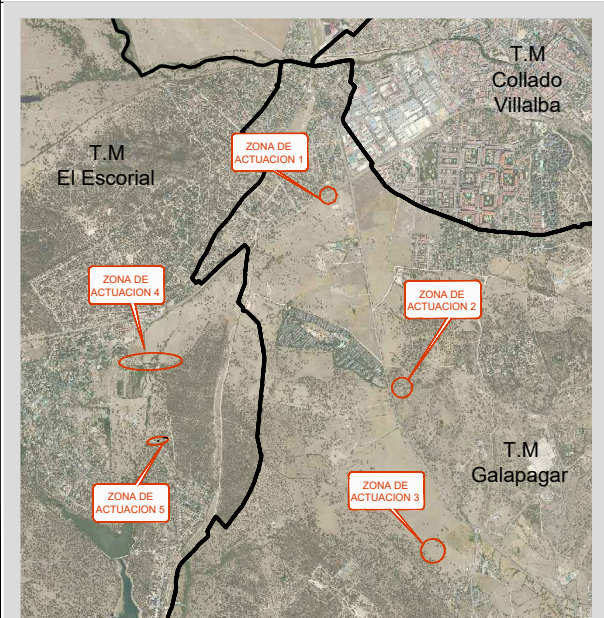 T.M
Collado
Villalba
ZONA DE
ACTUACION 1
T.M
El Escorial
ZONA DE
ACTUACION 4
ZONA DE
ACTUACION 2
T.M
Galapagar
ZONA DE
ACTUACION 3
ZONA DE
ACTUACION 5